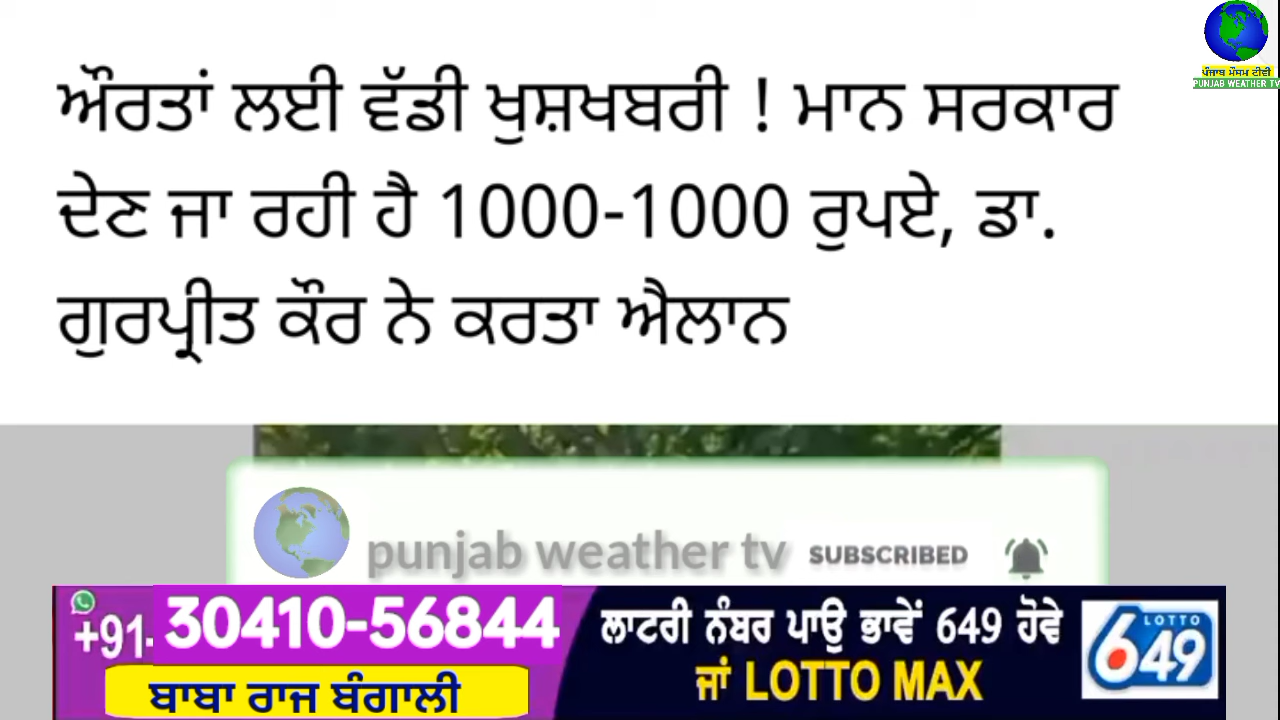 ਪੰਜਾਬ ਮੌਸਮ ਟੀਵੀ
PUNJAB WEATHER TV
ਔਰਤਾਂ ਲਈ ਵੱਡੀ ਖੁਸ਼ਖਬਰੀ ! ਮਾਨ ਸਰਕਾਰ
ਦੇਣ ਜਾ ਰਹੀ ਹੈ 1000-1000 ਰੁਪਏ, ਡਾ.
ਗੁਰਪ੍ਰੀਤ ਕੌਰ ਨੇ ਕਰਤਾ ਐਲਾਨ
punjab weather tv SUBSCRIBED
+91- 30410-56844
ਬਾਬਾ ਰਾਜ ਬੰਗਾਲੀ
ਲਾਟਰੀ ਨੰਬਰ ਪਾਉ ਭਾਵੇਂ 649 ਹੋਵੇ
ਜਾਂ LOTTO MAX
LOTTO
649